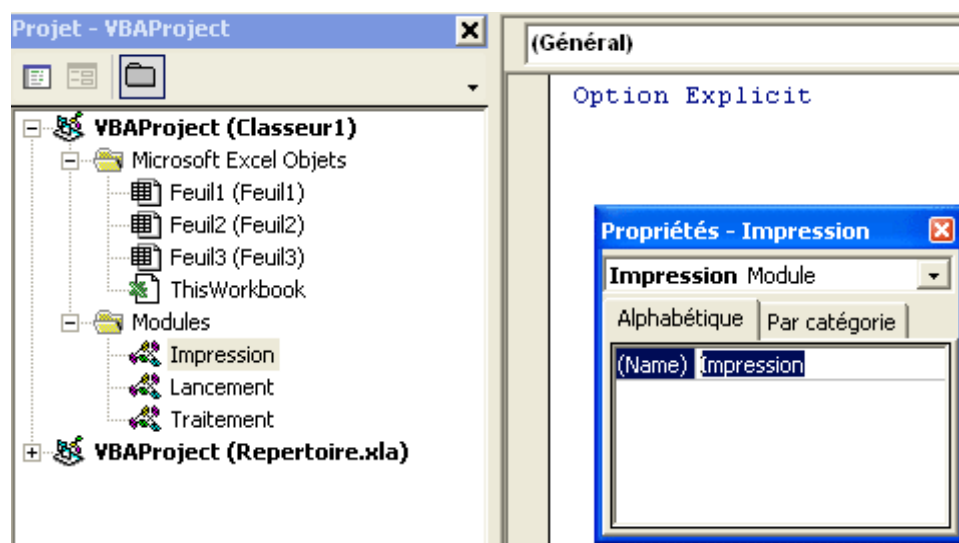 Projet - VBAProject
VBAProject (Classeur1)
Microsoft Excel Objets
Feuil1 (Feuil1)
Feuil2 (Feuil2)
Feuil3 (Feuil3)
ThisWorkbook
Modules
Impression
Lancement
Traitement
VBAProject (Repertoire.xla)
(Général)
Option Explicit
Propriétés - Impression
Impression Module
Alphabétique Par catégorie
(Name) Impression